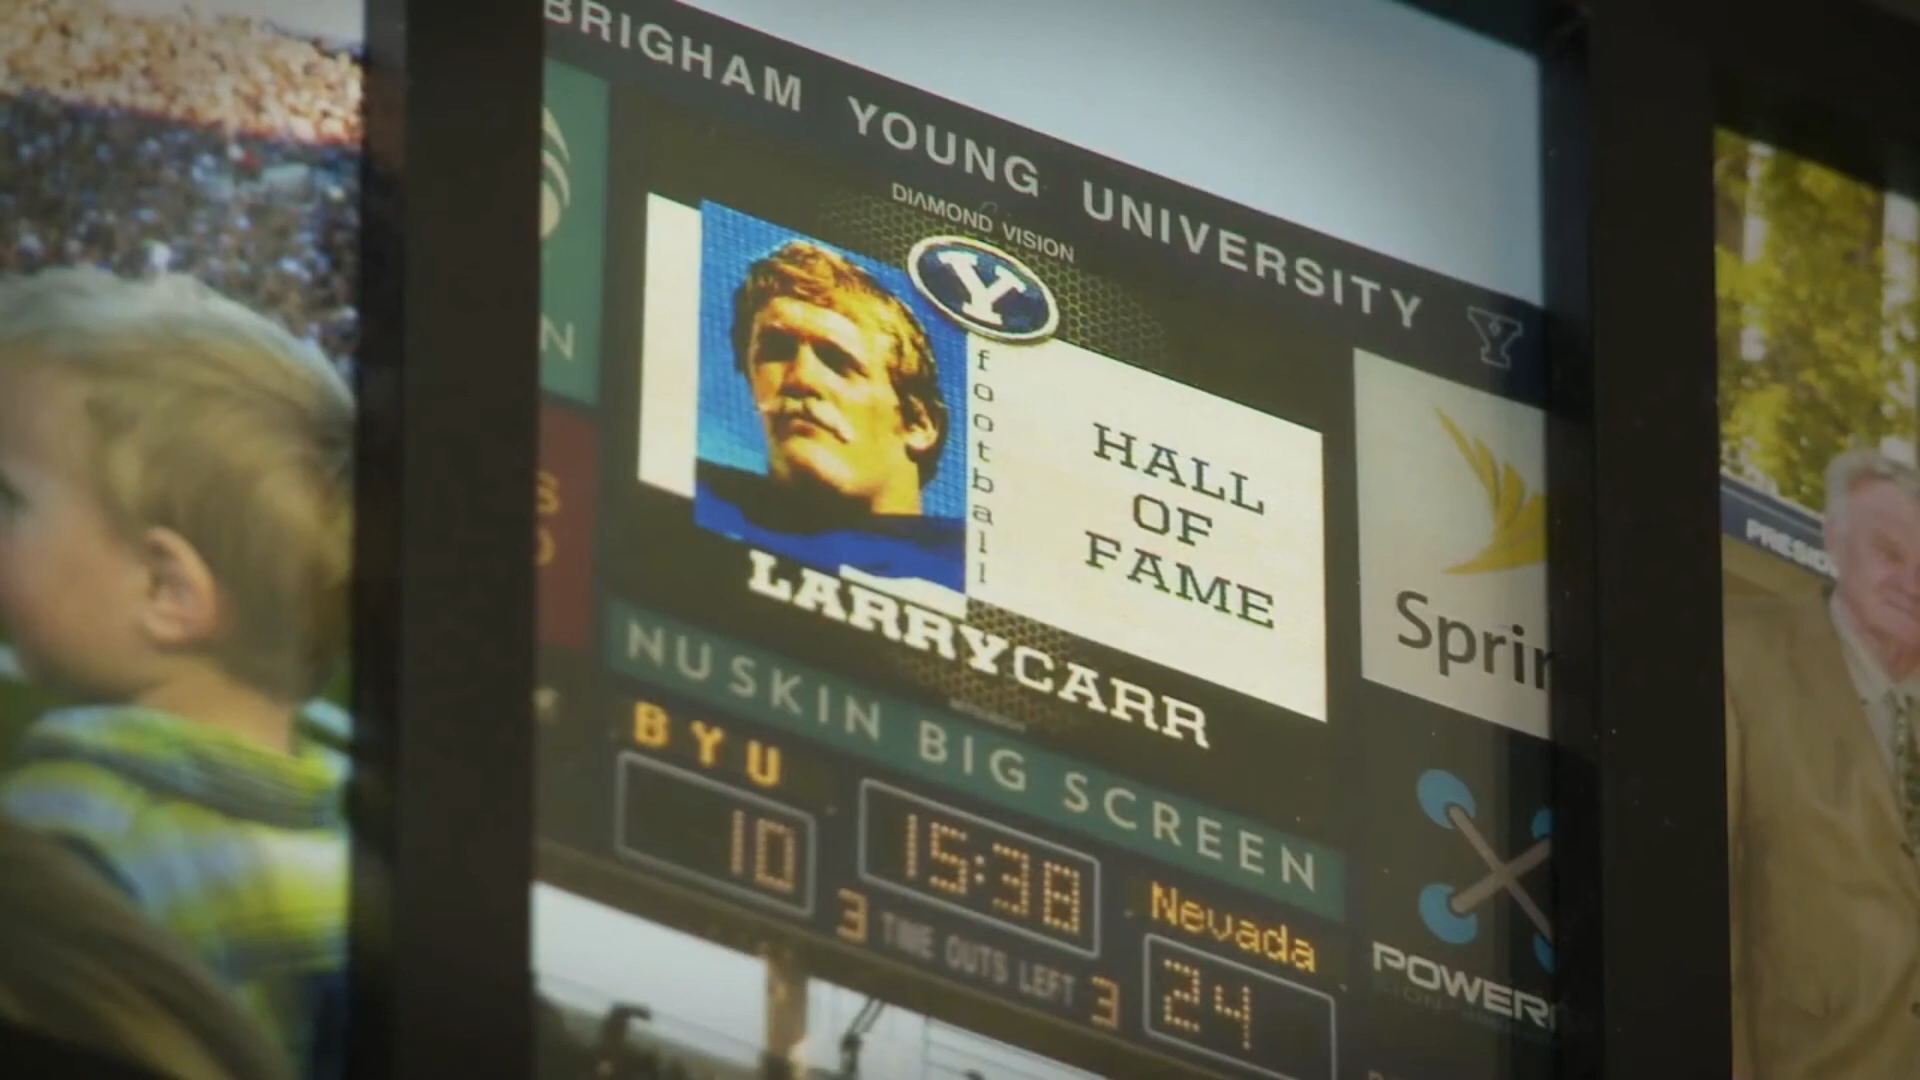 BRIGHAM YOUNG UNIVERSITY Y
DIAMOND VISION
Y
football
HALL
OF
FAME
LARRY CARR
NUSKIN BIG SCREEN
BYU
10
15:38
Nevada
24
3 TIME OUTS LEFT 3
N
Sprin
POWER
PRESID